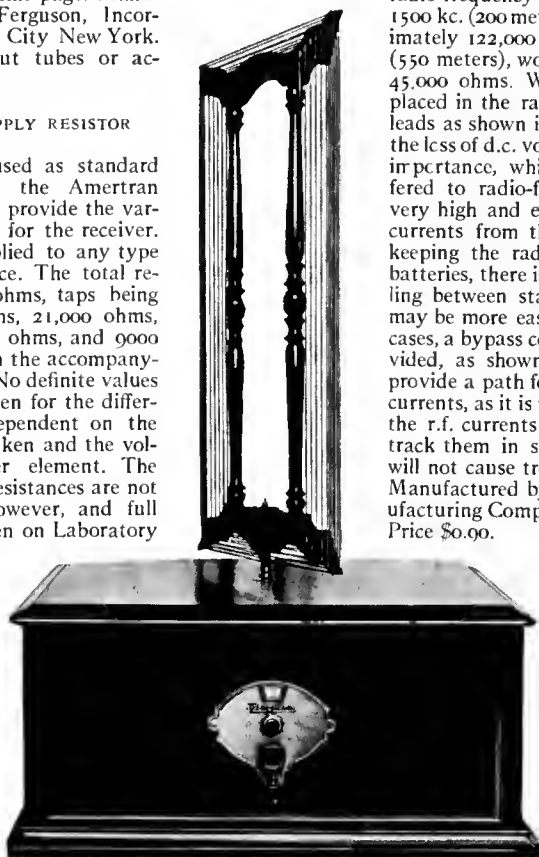 Ferguson, Incor-
City New York.
ut tubes or ac-
PPLY RESISTOR
used as standard
the Amertran
provide the var-
for the receiver.
plied to any type
ce. The total re-
ohms, taps being
ns, 21,000 ohms,
ohms, and 9000
n the accompany-
No definite values
en for the differ-
ependent on the
ken and the vol-
er element. The
esistances are not
owever, and full
en on Laboratory
1500 kc. (200 met
imately 122,000
(550 meters), wo
45.000 ohms. W
placed in the ra
leads as shown i
the less of d.c. vo
impcrtance, whi
fered to radio-f
very high and e
currents from th
keeping the rad
batteries, there i
ling between sta
may be more eas
cases, a bypass c
vided, as shown
provide a path fo
currents, as it is
the r.f. currents
track them in s
will not cause tr
Manufactured by
ufacturing Comp
Price $0.90.